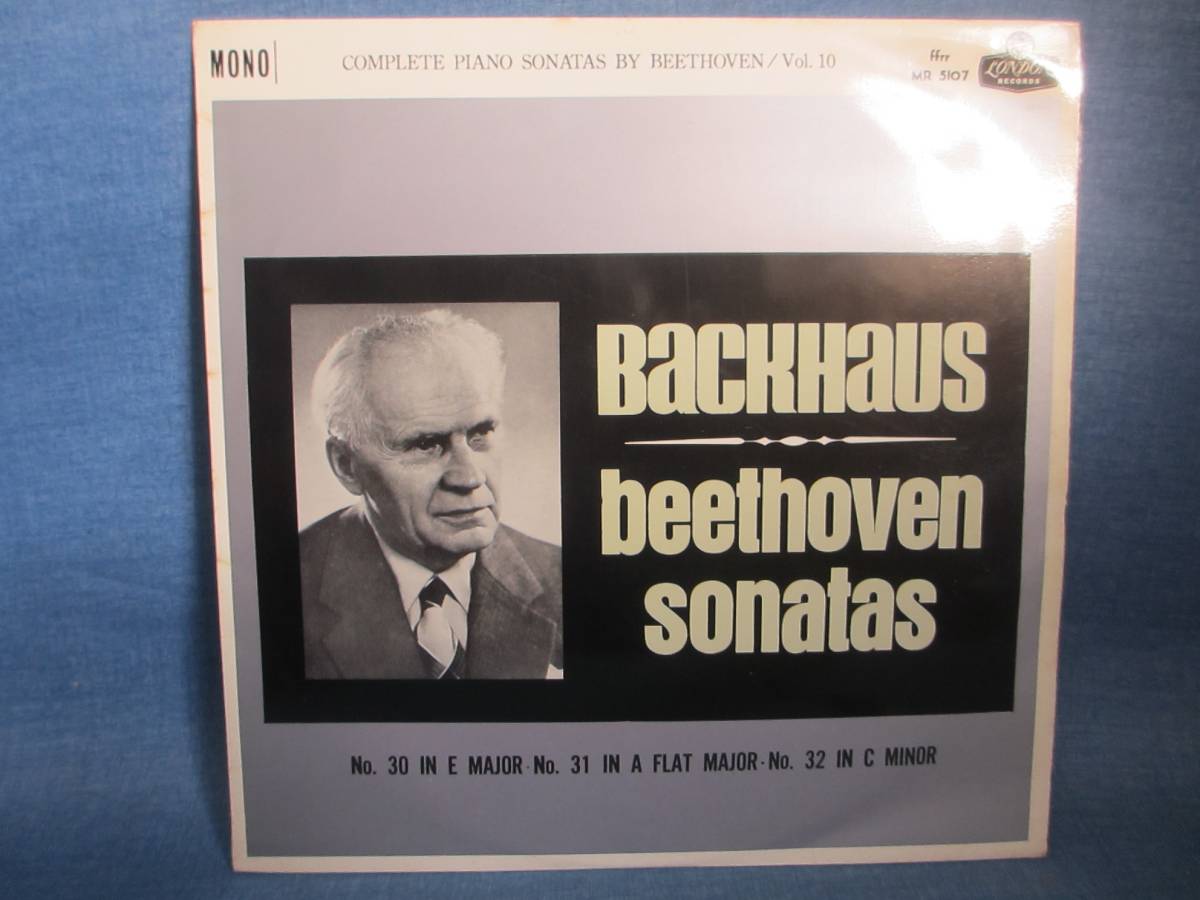 MONO
COMPLETE PIANO SONATAS BY BEETHOVEN/Vol. 10
ffrr
MR 5107
LONDON
RECORDS
BACKHAUS
beethoven
sonatas
No. 30 IN E MAJOR·No. 31 IN A FLAT MAJOR·No. 32 IN C MINOR